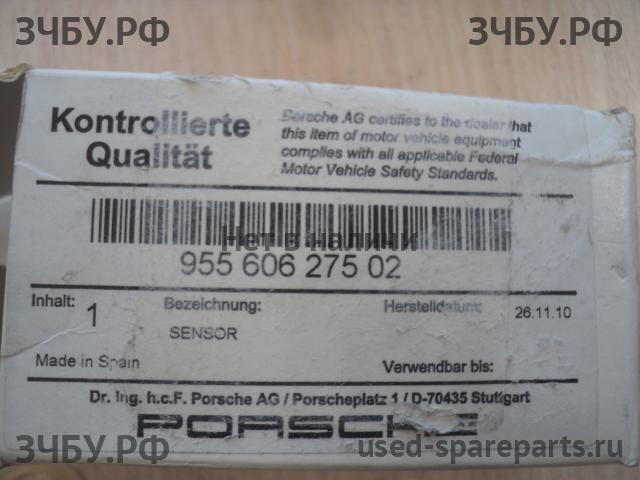 ЗЧБУ.РФ ЗЧБУ.РФ
Kontrollierte
Qualität
Porsche AG certifies to the dealer that
this item of motor vehicle equipment
complies with all applicable Federal
Motor Vehicle Safety Standards.
Нет в наличии
955 606 275 02
Inhalt: 1 Bezeichnung: Herstelldatum: 26.11.10
SENSOR
Made in Spain Verwendbar bis:
Dr. Ing. h.c.F. Porsche AG / Porscheplatz 1 / D-70435 Stuttgart
PORSCHE
ЗЧБУ.РФ used-spareparts.ru